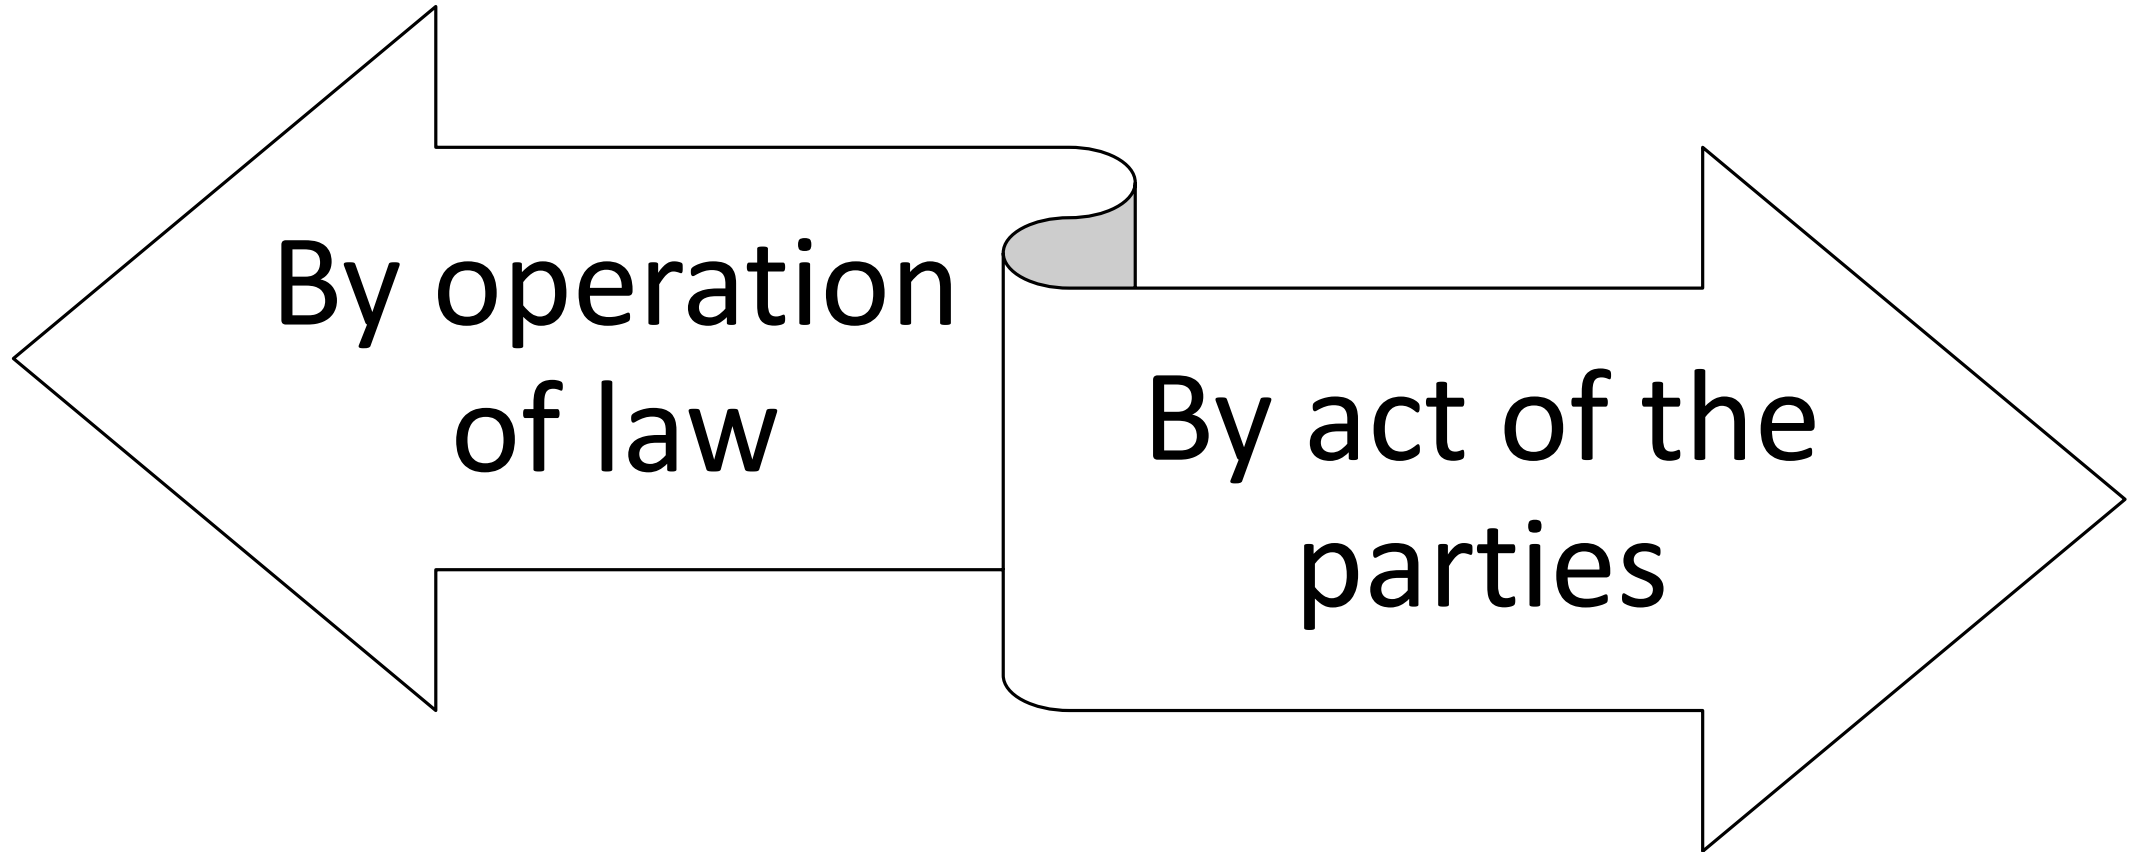 By operation
of law
By act of the
parties